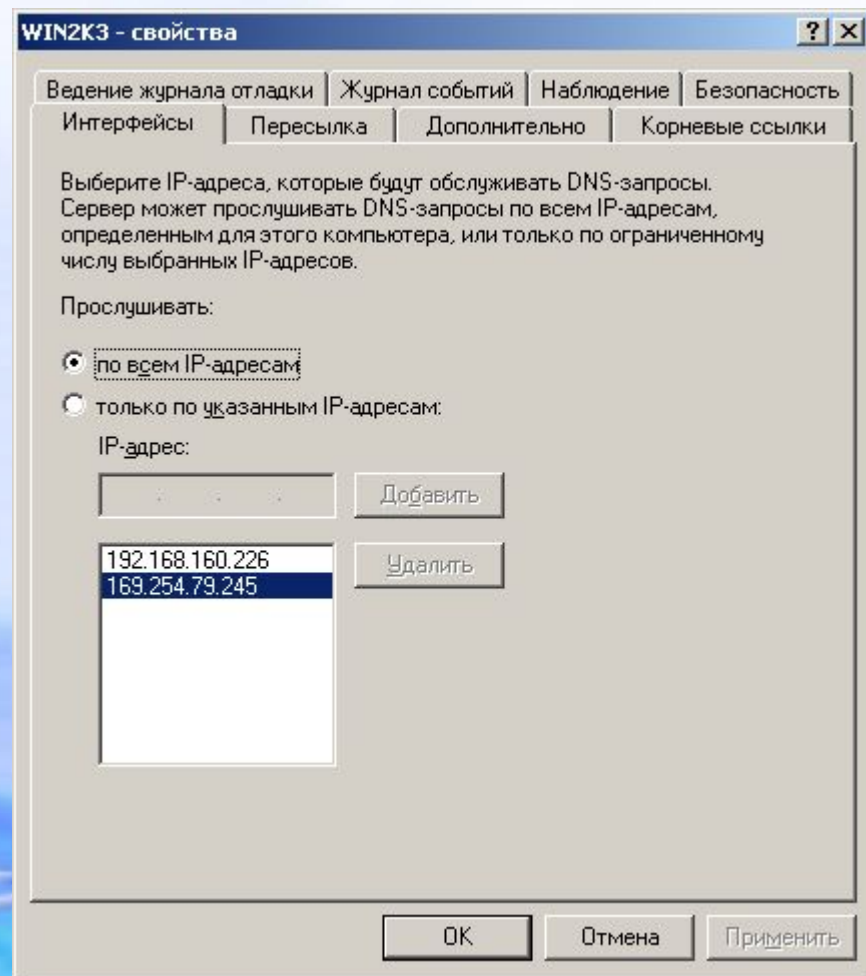 WIN2K3 - свойства
Ведение журнала отладки Журнал событий Наблюдение Безопасность
Интерфейсы Пересылка Дополнительно Корневые ссылки
Выберите IP-адреса, которые будут обслуживать DNS-запросы.
Сервер может прослушивать DNS-запросы по всем IP-адресам,
определенным для этого компьютера, или только по ограниченному
числу выбранных IP-адресов.
Прослушивать:
по всем IP-адресам
только по указанным IP-адресам:
IP-адрес:
Добавить
192.168.160.226
Удалить
169.254.79.245
OK Отмена Применить